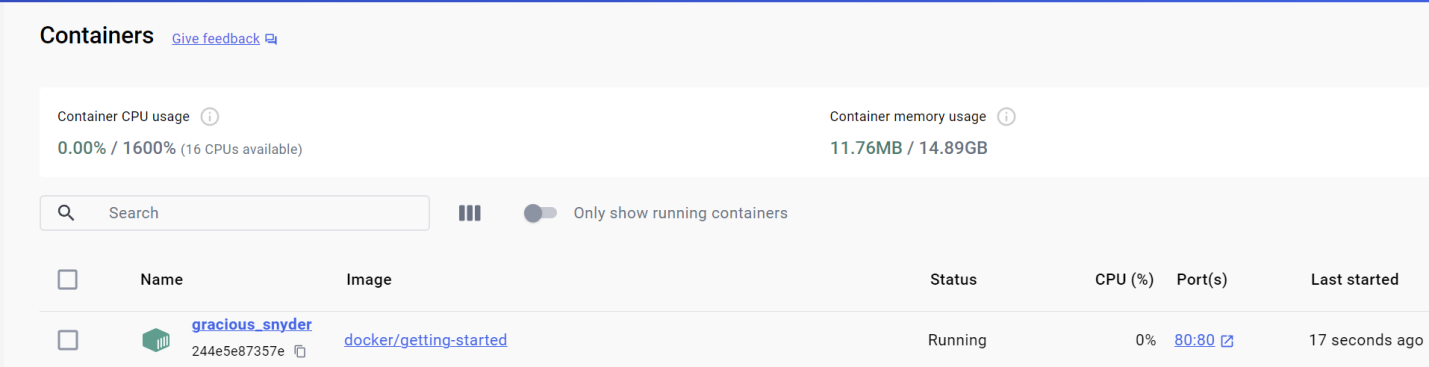 Containers Give feedback
Container CPU usage
0.00% / 1600% (16 CPUs available)
Container memory usage
11.76MB / 14.89GB
Search
Only show running containers
Name Image Status CPU (%) Port(s) Last started
gracious_snyder
244e5e87357e
docker/getting-started
Running
0%
80:80
17 seconds ago